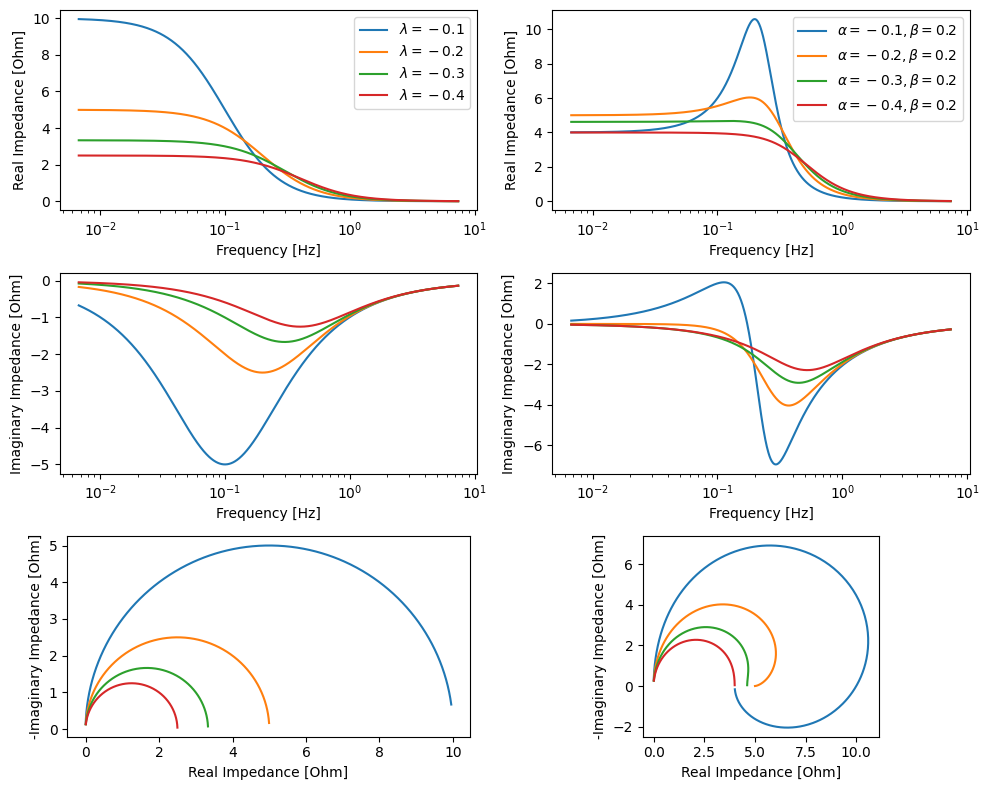 Real Impedance [Ohm]
10
8
6
4
2
0
λ = −0.1
λ = −0.2
λ = −0.3
λ = −0.4
10⁻² 10⁻¹ 10⁰ 10¹
Frequency [Hz]
Real Impedance [Ohm]
10
8
6
4
2
0
α = −0.1, β = 0.2
α = −0.2, β = 0.2
α = −0.3, β = 0.2
α = −0.4, β = 0.2
10⁻² 10⁻¹ 10⁰ 10¹
Frequency [Hz]
Imaginary Impedance [Ohm]
0
−1
−2
−3
−4
−5
10⁻² 10⁻¹ 10⁰ 10¹
Frequency [Hz]
Imaginary Impedance [Ohm]
2
0
−2
−4
−6
10⁻² 10⁻¹ 10⁰ 10¹
Frequency [Hz]
-Imaginary Impedance [Ohm]
5
4
3
2
1
0
0 2 4 6 8 10
Real Impedance [Ohm]
-Imaginary Impedance [Ohm]
6
4
2
0
−2
0.0 2.5 5.0 7.5 10.0
Real Impedance [Ohm]